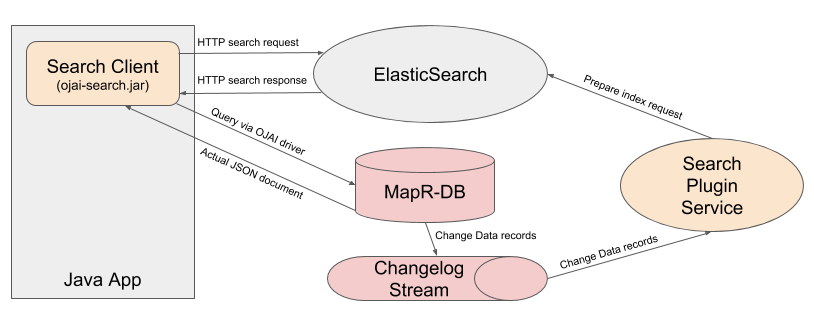 HTTP search request
Search Client
(ojai-search.jar)
ElasticSearch
HTTP search response
Prepare index request
Query via OJAI driver
Actual JSON document
MapR-DB
Search
Plugin
Service
Change Data records
Change Data records
Changelog
Stream
Java App